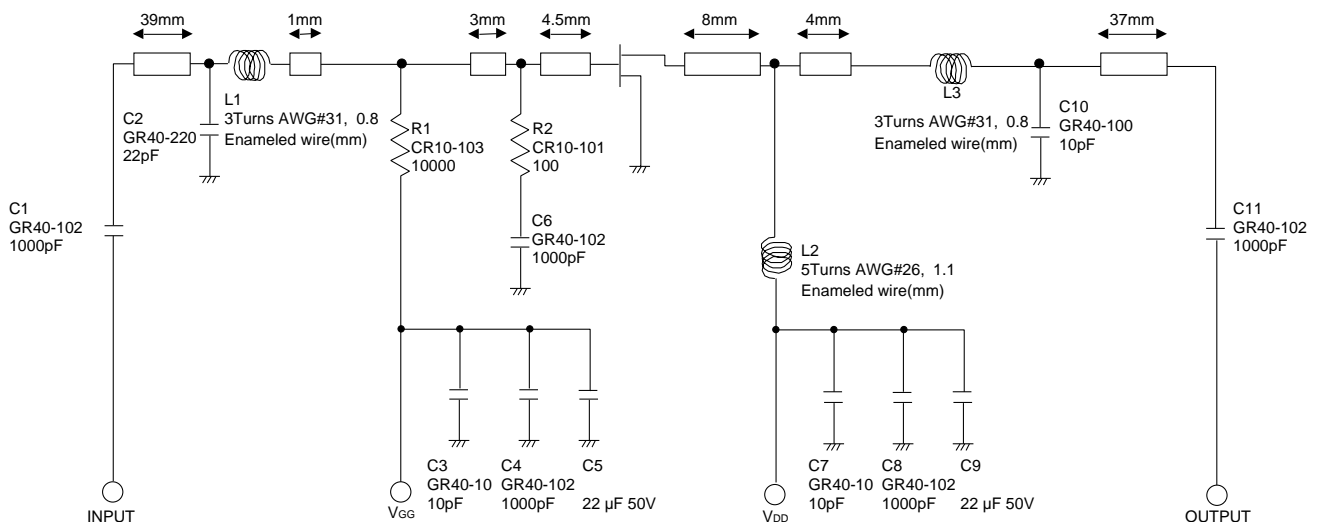 39mm
1mm
3mm
4.5mm
8mm
4mm
37mm
C2
GR40-220
22pF
L1
3Turns AWG#31, 0.8
Enameled wire(mm)
R1
CR10-103
10000
R2
CR10-101
100
L3
3Turns AWG#31, 0.8
Enameled wire(mm)
C10
GR40-100
10pF
C1
GR40-102
1000pF
C6
GR40-102
1000pF
L2
5Turns AWG#26, 1.1
Enameled wire(mm)
C11
GR40-102
1000pF
C3
GR40-10
10pF
C4
GR40-102
1000pF
C5
22 µF 50V
C7
GR40-10
10pF
C8
GR40-102
1000pF
C9
22 µF 50V
INPUT
VGG
VDD
OUTPUT